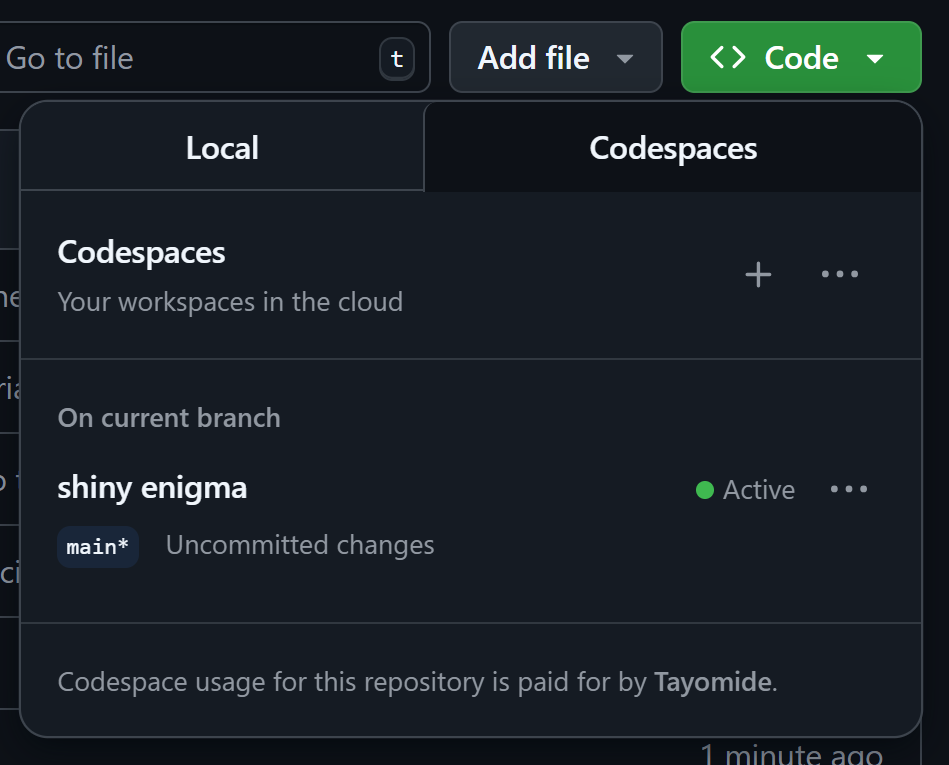 Go to file
t
Add file
Code
Local
Codespaces
Codespaces
Your workspaces in the cloud
On current branch
shiny enigma
Active
main*
Uncommitted changes
Codespace usage for this repository is paid for by Tayomide.
1 minute ago